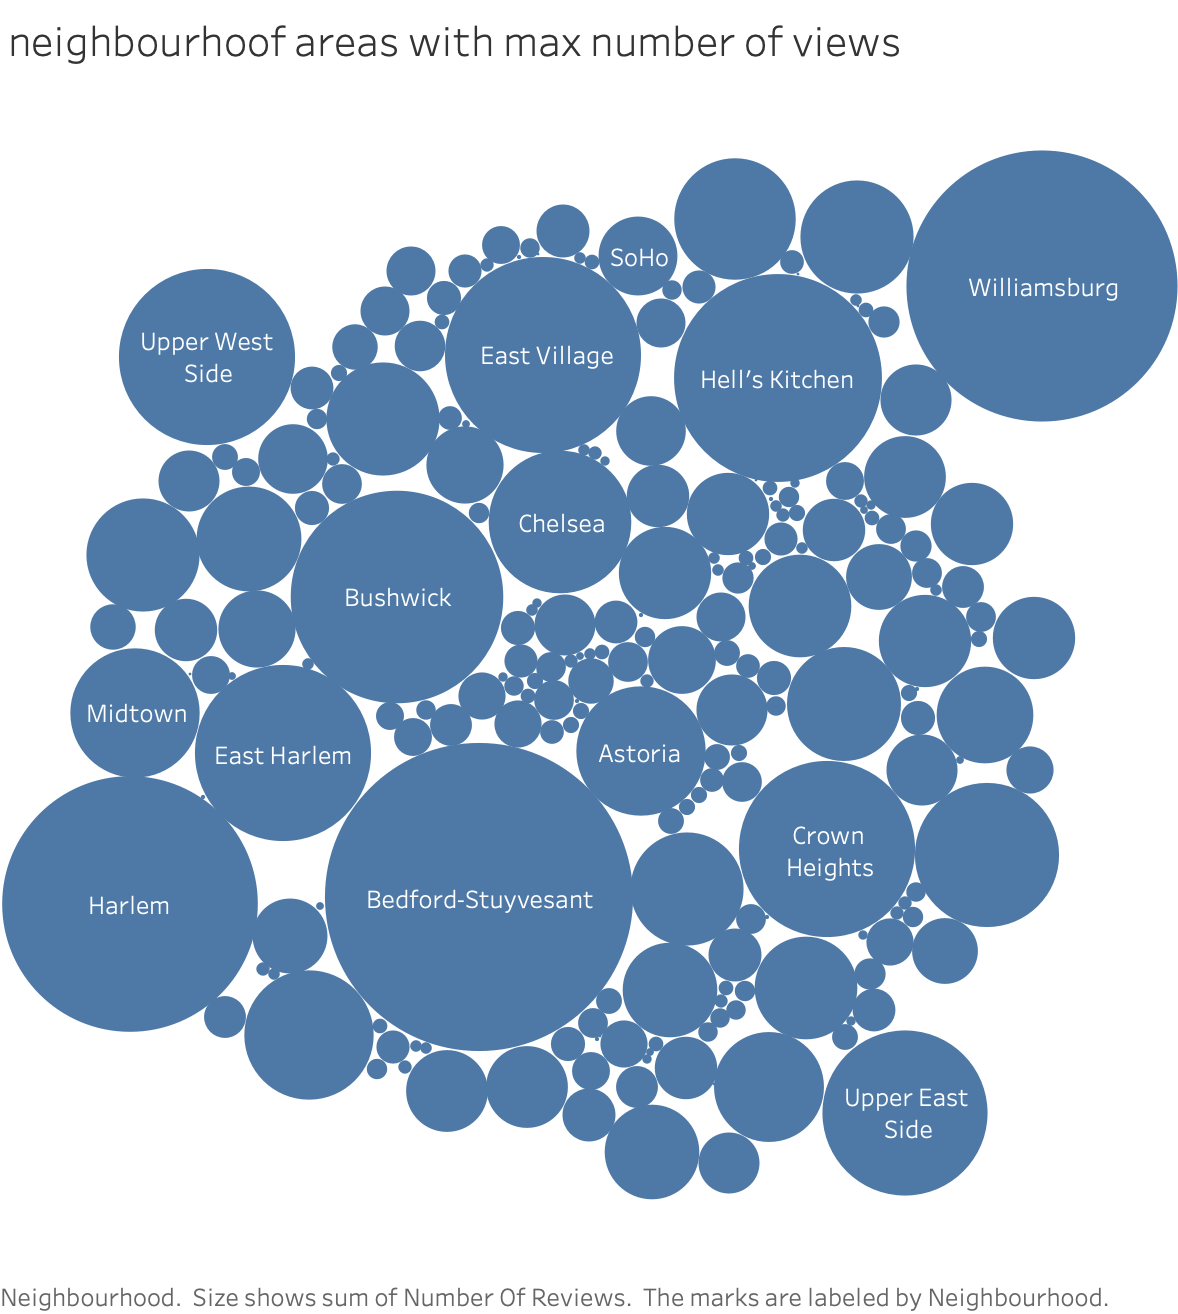 neighbourhoof areas with max number of views
SoHo
Williamsburg
Upper West
Side
East Village
Hell's Kitchen
Chelsea
Bushwick
Midtown
East Harlem
Astoria
Crown
Heights
Harlem
Bedford-Stuyvesant
Upper East
Side
Neighbourhood.  Size shows sum of Number Of Reviews.  The marks are labeled by Neighbourhood.